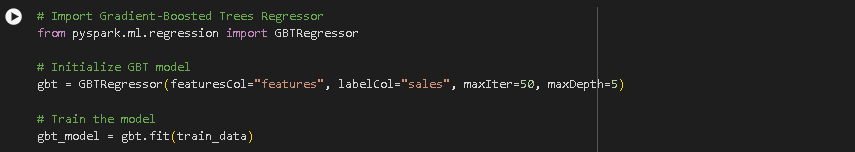 # Import Gradient-Boosted Trees Regressor
from pyspark.ml.regression import GBTRegressor
# Initialize GBT model
gbt = GBTRegressor(featuresCol="features", labelCol="sales", maxIter=50, maxDepth=5)
# Train the model
gbt_model = gbt.fit(train_data)